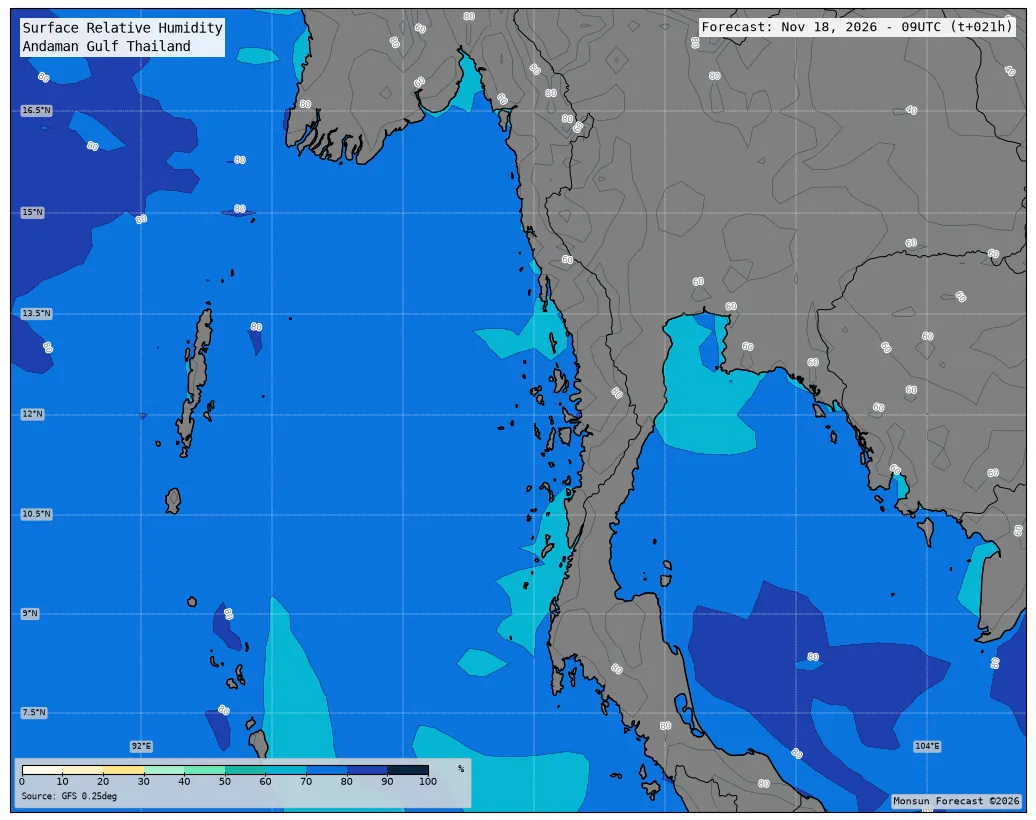 Surface Relative Humidity
Andaman Gulf Thailand
Forecast: Nov 18, 2026 - 09UTC (t+021h)
16.5°N
15°N
13.5°N
12°N
10.5°N
9°N
7.5°N
92°E
104°E
0 10 20 30 40 50 60 70 80 90 100 %
Source: GFS 0.25deg
Monsun Forecast ©2026